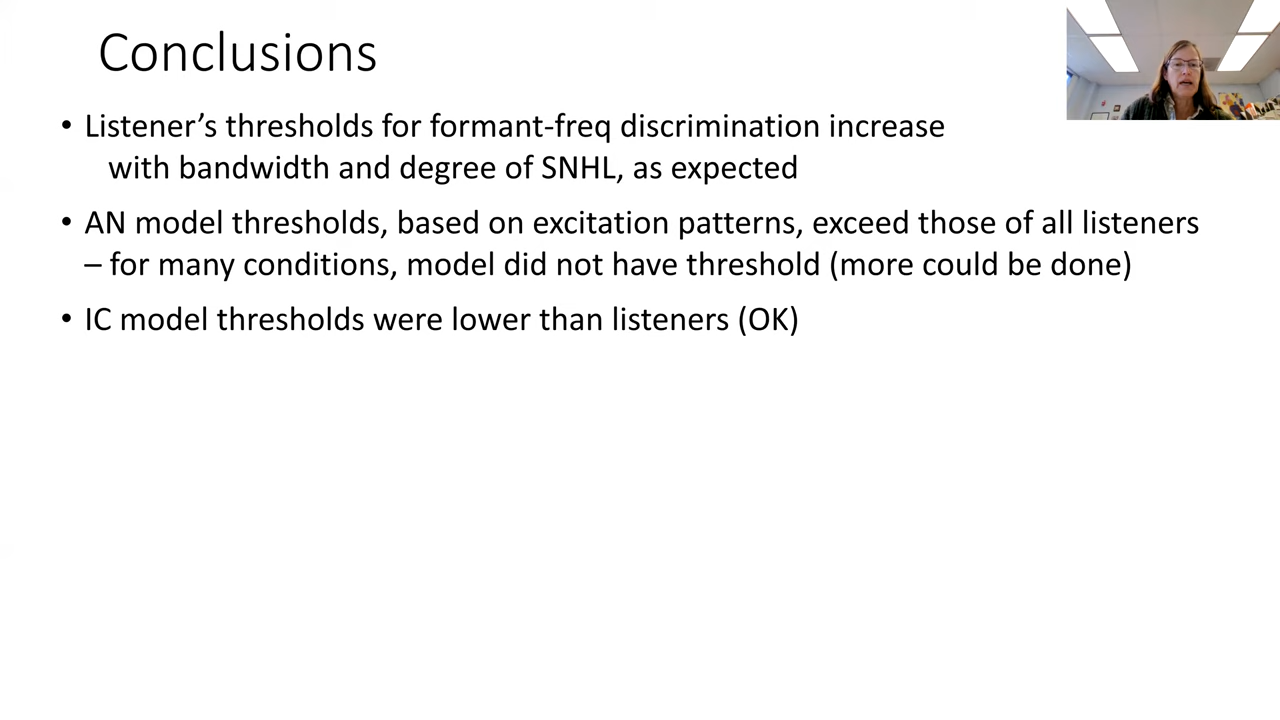 Conclusions
• Listener’s thresholds for formant-freq discrimination increase
with bandwidth and degree of SNHL, as expected
• AN model thresholds, based on excitation patterns, exceed those of all listeners
– for many conditions, model did not have threshold (more could be done)
• IC model thresholds were lower than listeners (OK)